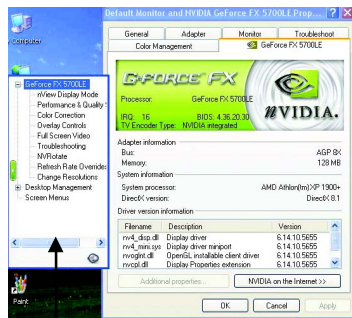 Default Monitor and NVIDIA GeForce FX 5700LE Prop...
General Adapter Monitor Troubleshoot
Color Management GeForce FX 5700LE
Computer
GeForce FX 5700LE
nView Display Mode
Performance & Quality
Color Correction
Overlay Controls
Full Screen Video
Troubleshooting
NVRotate
Refresh Rate Overrides
Change Resolutions
Desktop Management
Screen Menus
Paint
GEFORCE FX
Processor: GeForce FX 5700LE
IRQ: 16 BIOS: 4.36.20.30
TV Encoder Type: NVIDIA integrated
NVIDIA.
Adapter information
Bus: AGP 8X
Memory: 128 MB
System information
System processor: AMD Athlon(tm) XP 1900+
DirectX version: DirectX 8.1
Driver version information
Filename Description Version
nv4_disp.dll Display driver 6.14.10.5655
nv4_mini.sys Display driver miniport 6.14.10.5655
nvoglnt.dll OpenGL installable client driver 6.14.10.5655
nvcpl.dll Display Properties extension 6.14.10.5655
Additional properties... NVIDIA on the Internet >>
OK Cancel Apply